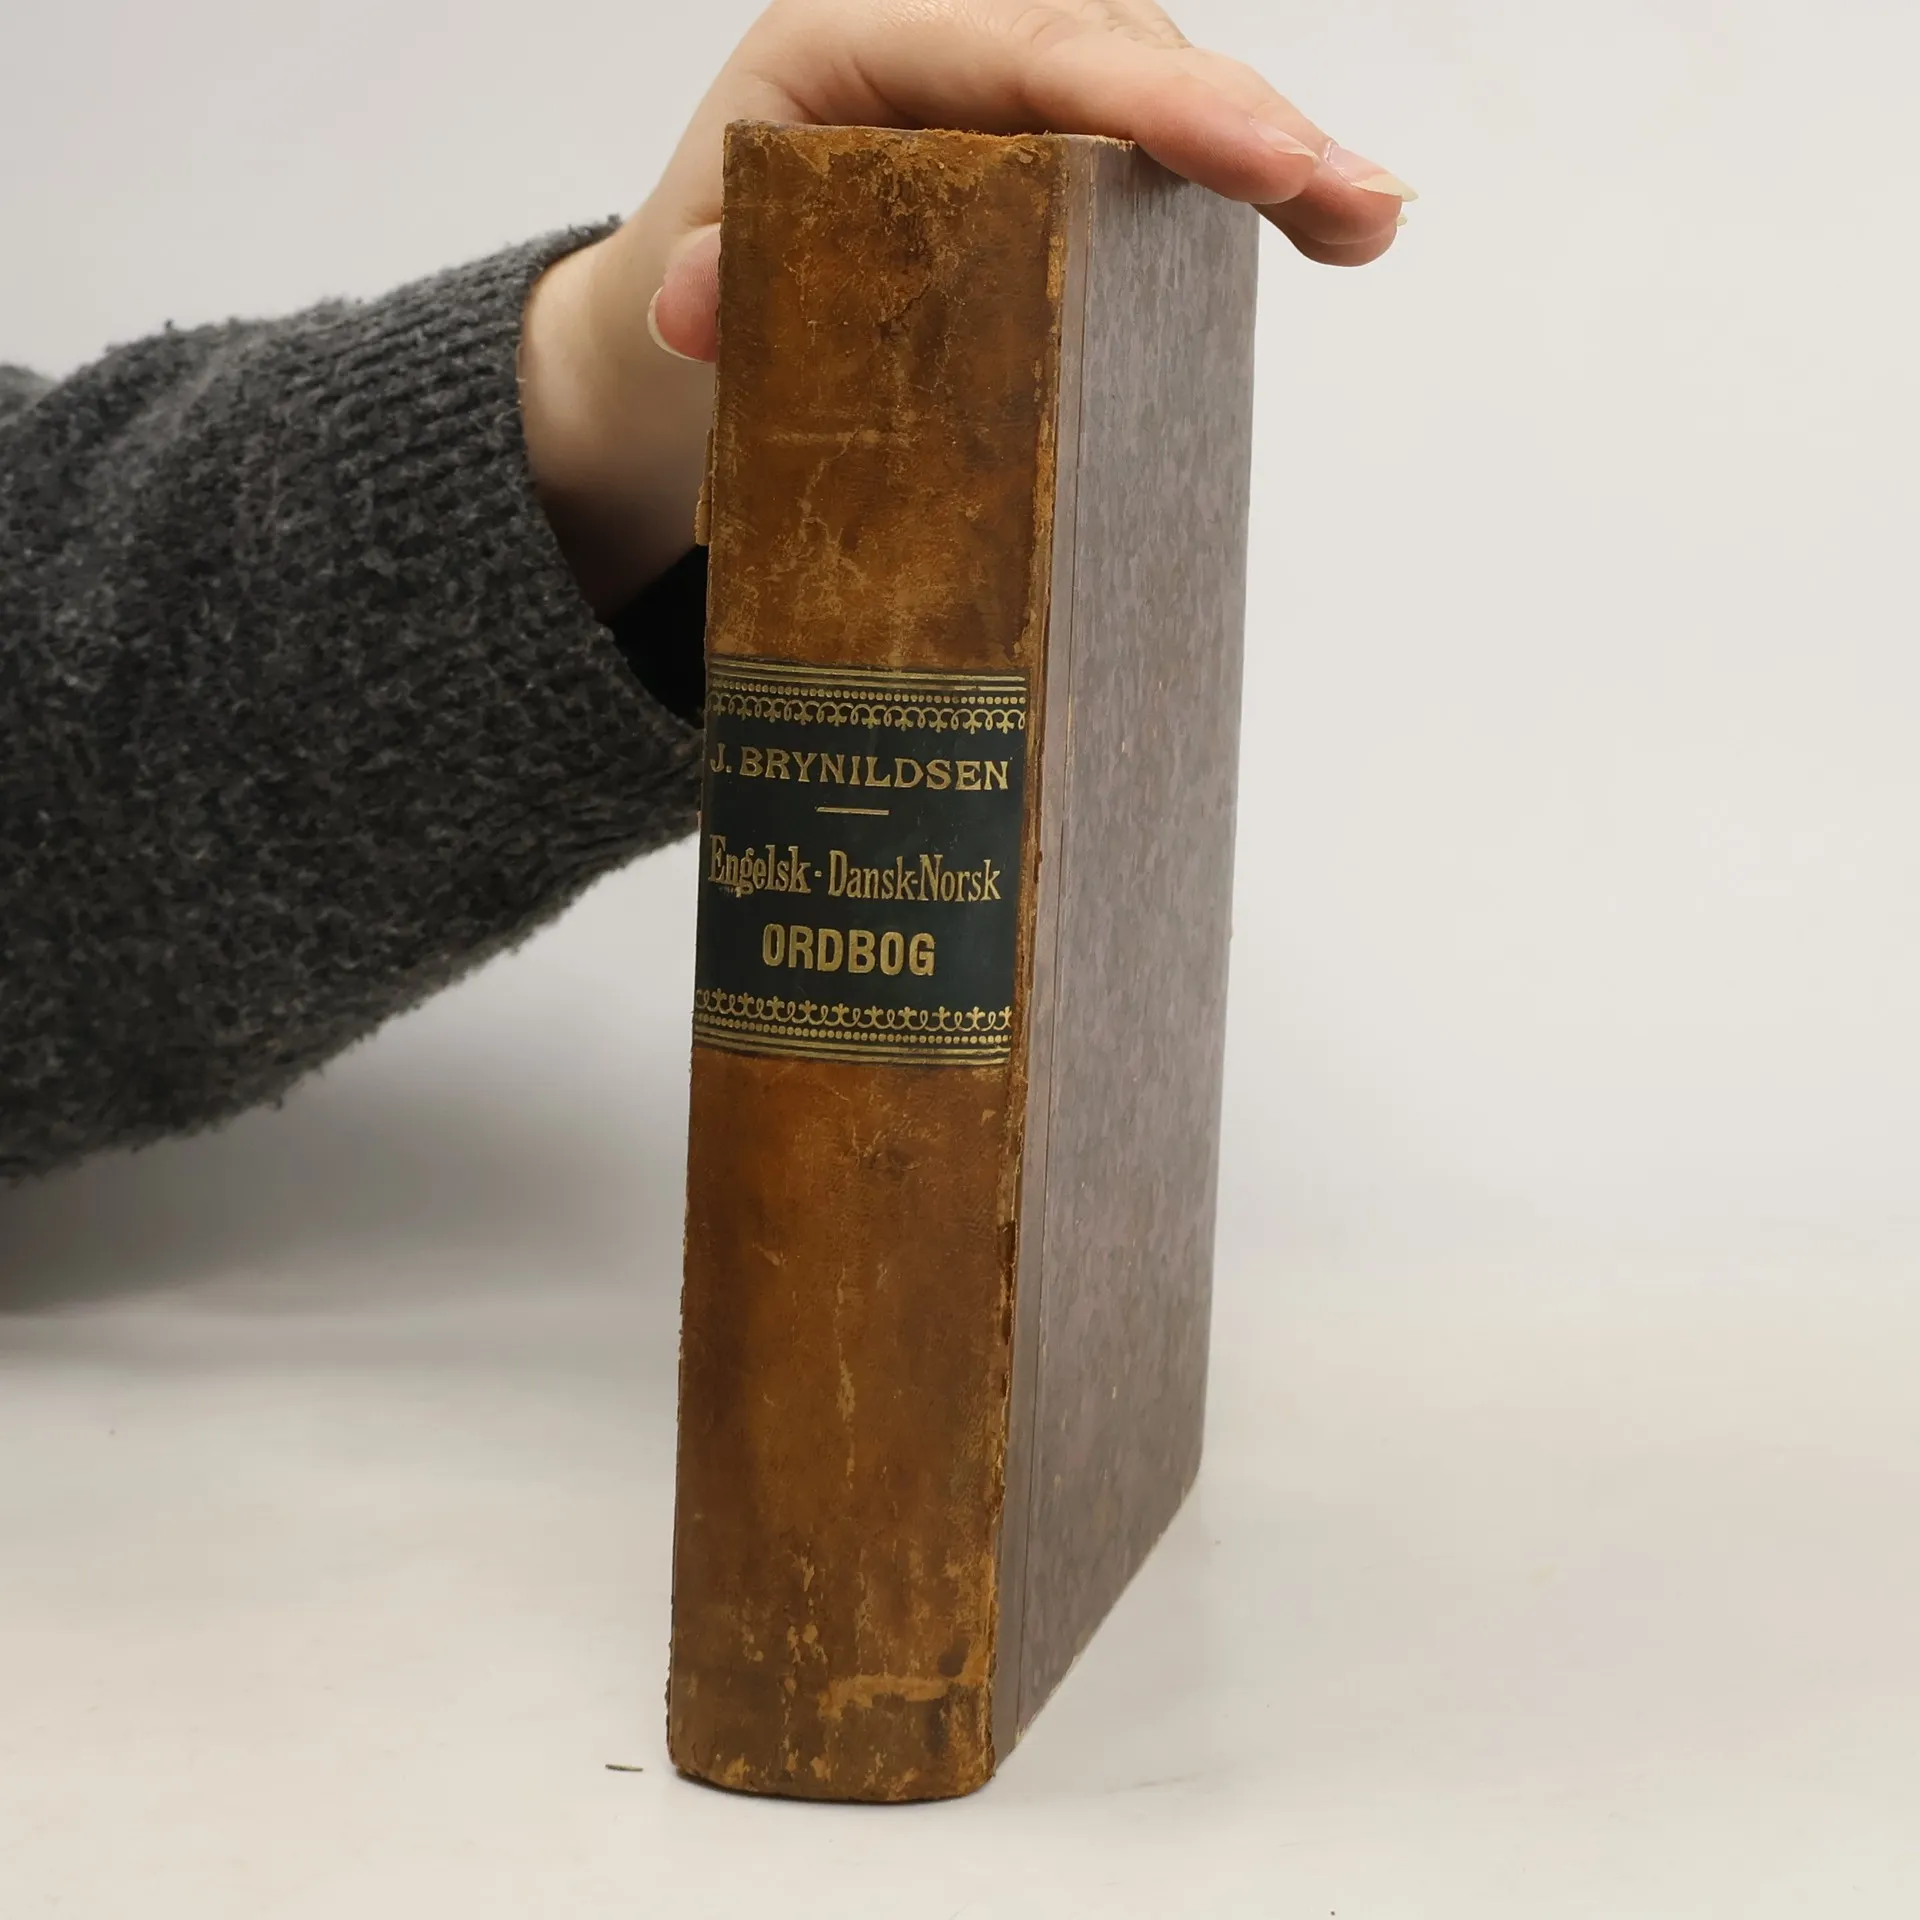 J. BRYNILDSEN
Engelsk-Dansk-Norsk
ORDBOG